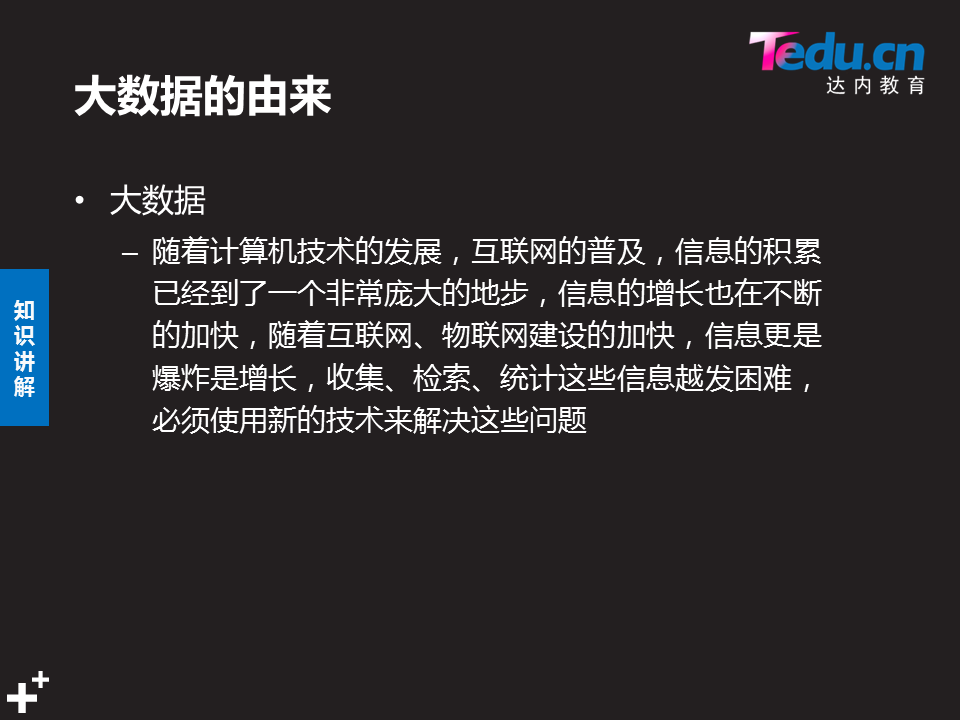 Tedu.cn
达内教育
大数据的由来
• 大数据
– 随着计算机技术的发展，互联网的普及，信息的积累
已经到了一个非常庞大的地步，信息的增长也在不断
的加快，随着互联网、物联网建设的加快，信息更是
爆炸是增长，收集、检索、统计这些信息越发困难，
必须使用新的技术来解决这些问题
知
识
讲
解